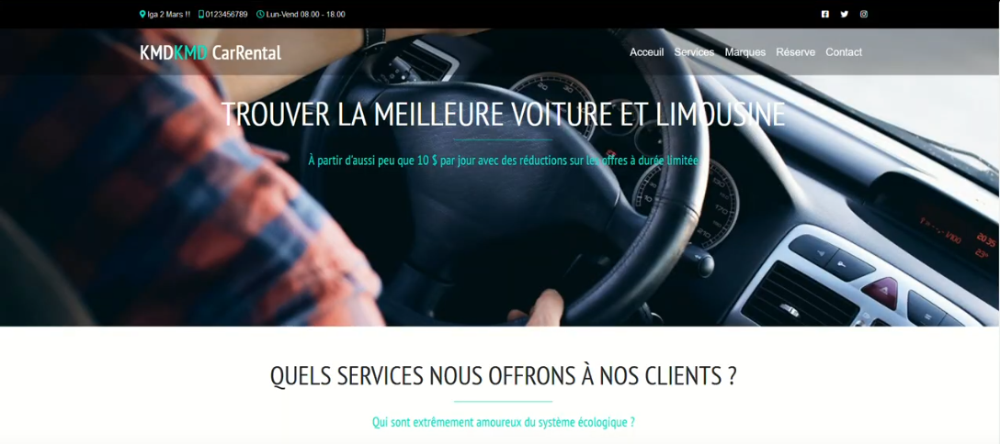 Iga 2 Mars !! 0123456789 Lun-Vend 08.00 - 18.00
KMDKMD CarRental
Acceuil Services Marques Réserve Contact
TROUVER LA MEILLEURE VOITURE ET LIMOUSINE
À partir d'aussi peu que 10 $ par jour avec des réductions sur les offres à durée limitée
QUELS SERVICES NOUS OFFRONS À NOS CLIENTS ?
Qui sont extrêmement amoureux du système écologique ?